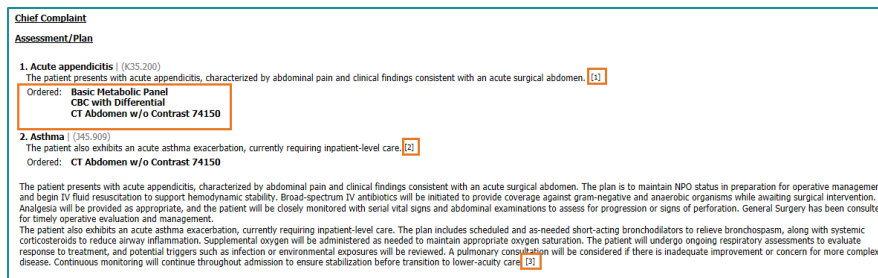 Chief Complaint
Assessment/Plan
1. Acute appendicitis | (K35.200)
The patient presents with acute appendicitis, characterized by abdominal pain and clinical findings consistent with an acute surgical abdomen. [1]
Ordered: Basic Metabolic Panel
CBC with Differential
CT Abdomen w/o Contrast 74150
2. Asthma | (J45.909)
The patient also exhibits an acute asthma exacerbation, currently requiring inpatient-level care. [2]
Ordered: CT Abdomen w/o Contrast 74150
The patient presents with acute appendicitis, characterized by abdominal pain and clinical findings consistent with an acute surgical abdomen. The plan is to maintain NPO status in preparation for operative managemen
and begin IV fluid resuscitation to support hemodynamic stability. Broad-spectrum IV antibiotics will be initiated to provide coverage against gram-negative and anaerobic organisms while awaiting surgical intervention.
Analgesia will be provided as appropriate, and the patient will be closely monitored with serial vital signs and abdominal examinations to assess for progression or signs of perforation. General Surgery has been consulte
for timely operative evaluation and management.
The patient also exhibits an acute asthma exacerbation, currently requiring inpatient-level care. The plan includes scheduled and as-needed short-acting bronchodilators to relieve bronchospasm, along with systemic
corticosteroids to reduce airway inflammation. Supplemental oxygen will be administered as needed to maintain appropriate oxygen saturation. The patient will undergo ongoing respiratory assessments to evaluate
response to treatment, and potential triggers such as infection or environmental exposures will be reviewed. A pulmonary consultation will be considered if there is inadequate improvement or concern for more complex
disease. Continuous monitoring will continue throughout admission to ensure stabilization before transition to lower-acuity care. [3]